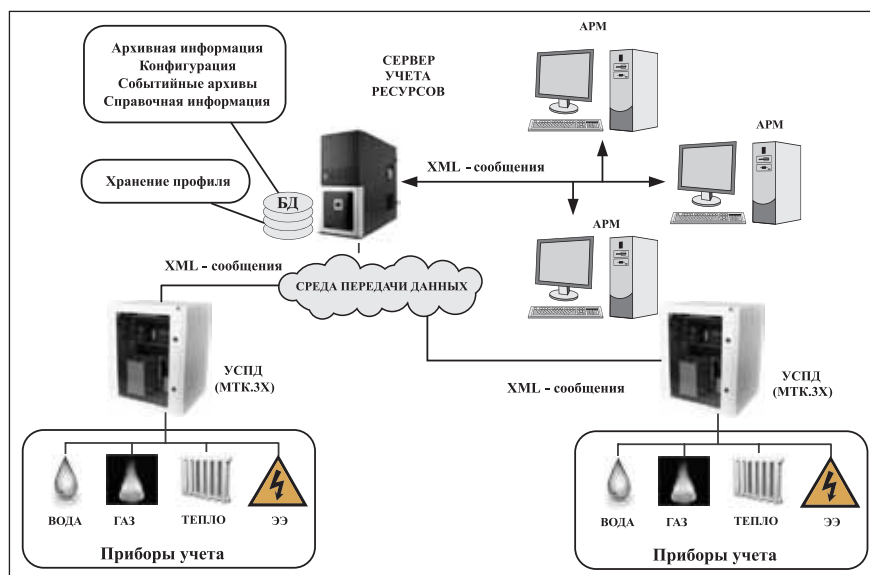 Архивная информация
Конфигурация
Событийные архивы
Справочная информация
Хранение профиля
БД
СЕРВЕР
УЧЕТА
РЕСУРСОВ
АРМ
АРМ
XML - сообщения
АРМ
XML - сообщения
СРЕДА ПЕРЕДАЧИ ДАННЫХ
УСПД
(МТК.3Х)
XML - сообщения
УСПД
(МТК.3Х)
ВОДА
ГАЗ
ТЕПЛО
ЭЭ
Приборы учета
ВОДА
ГАЗ
ТЕПЛО
ЭЭ
Приборы учета